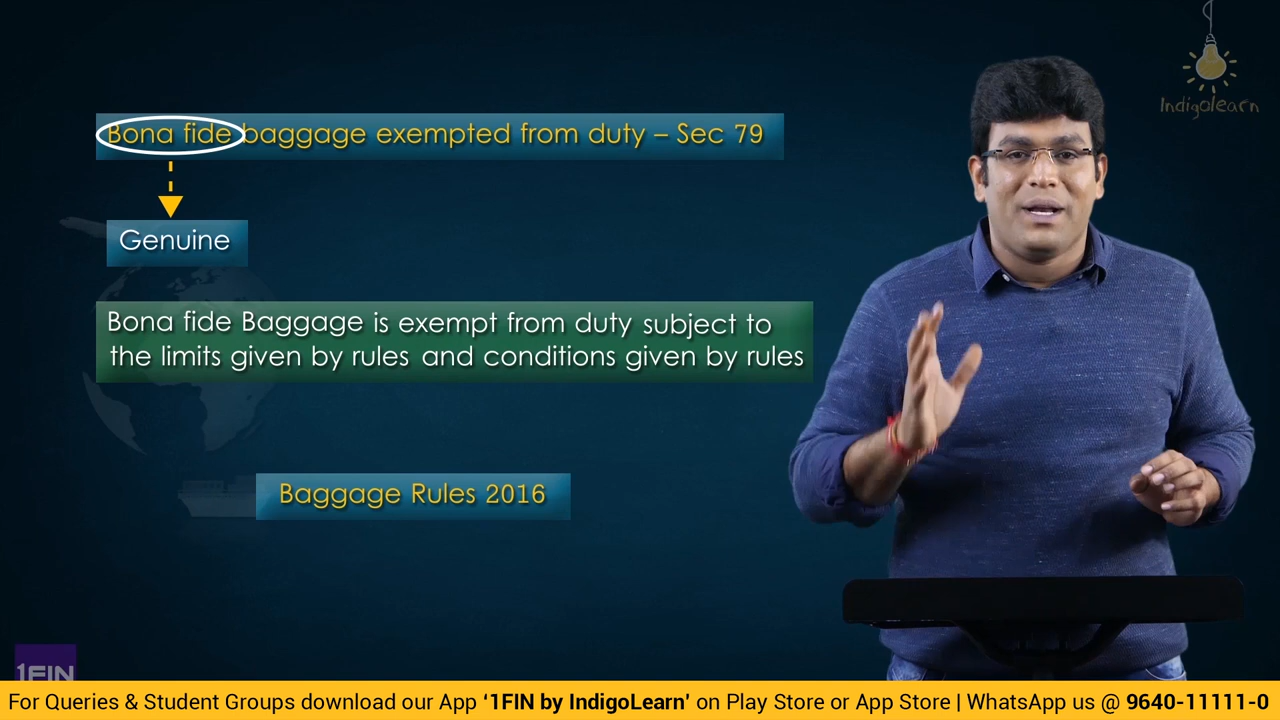 Indigolearn
Bona fide baggage exempted from duty – Sec 79
Genuine
Bona fide Baggage is exempt from duty subject to
the limits given by rules and conditions given by rules
Baggage Rules 2016
1FIN
For Queries & Student Groups download our App ‘1FIN by IndigoLearn’ on Play Store or App Store | WhatsApp us @ 9640-11111-0